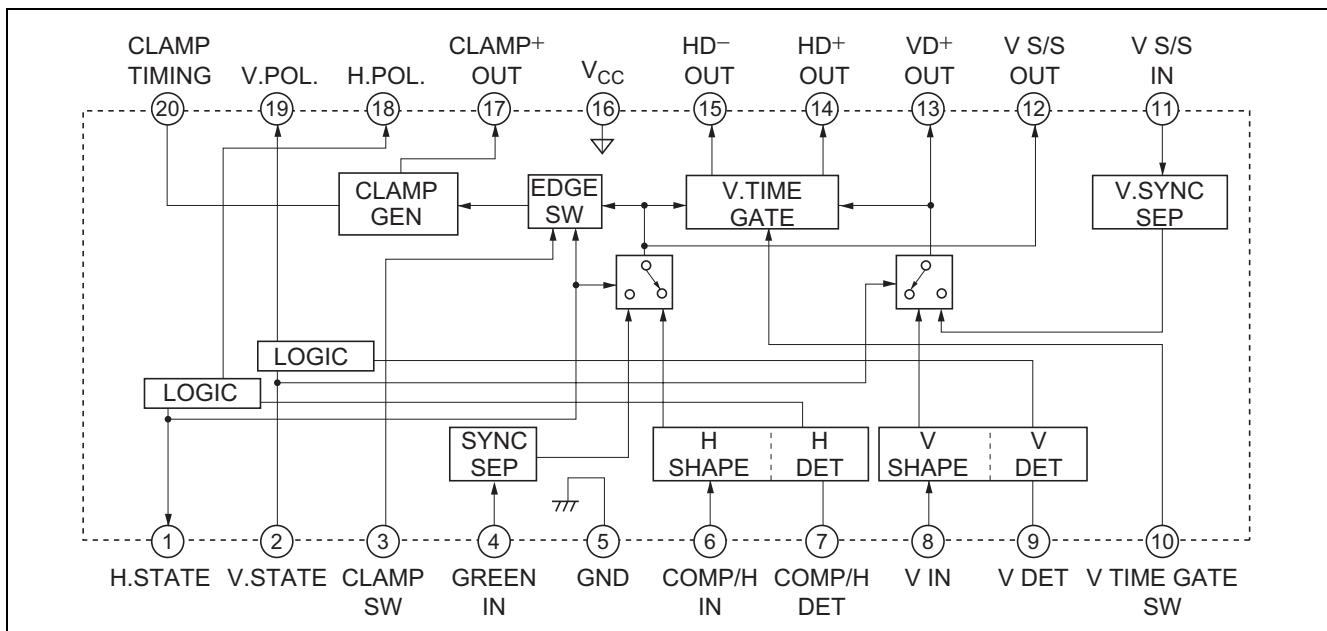 CLAMP
TIMING
V.POL.
H.POL.
CLAMP+
OUT
VCC
HD−
OUT
HD+
OUT
VD+
OUT
V S/S
OUT
V S/S
IN
20
19
18
17
16
15
14
13
12
11
CLAMP
GEN
EDGE
SW
V.TIME
GATE
V.SYNC
SEP
LOGIC
LOGIC
SYNC
SEP
H
SHAPE
H
DET
V
SHAPE
V
DET
1
2
3
4
5
6
7
8
9
10
H.STATE
V.STATE
CLAMP
SW
GREEN
IN
GND
COMP/H
IN
COMP/H
DET
V IN
V DET
V TIME GATE
SW